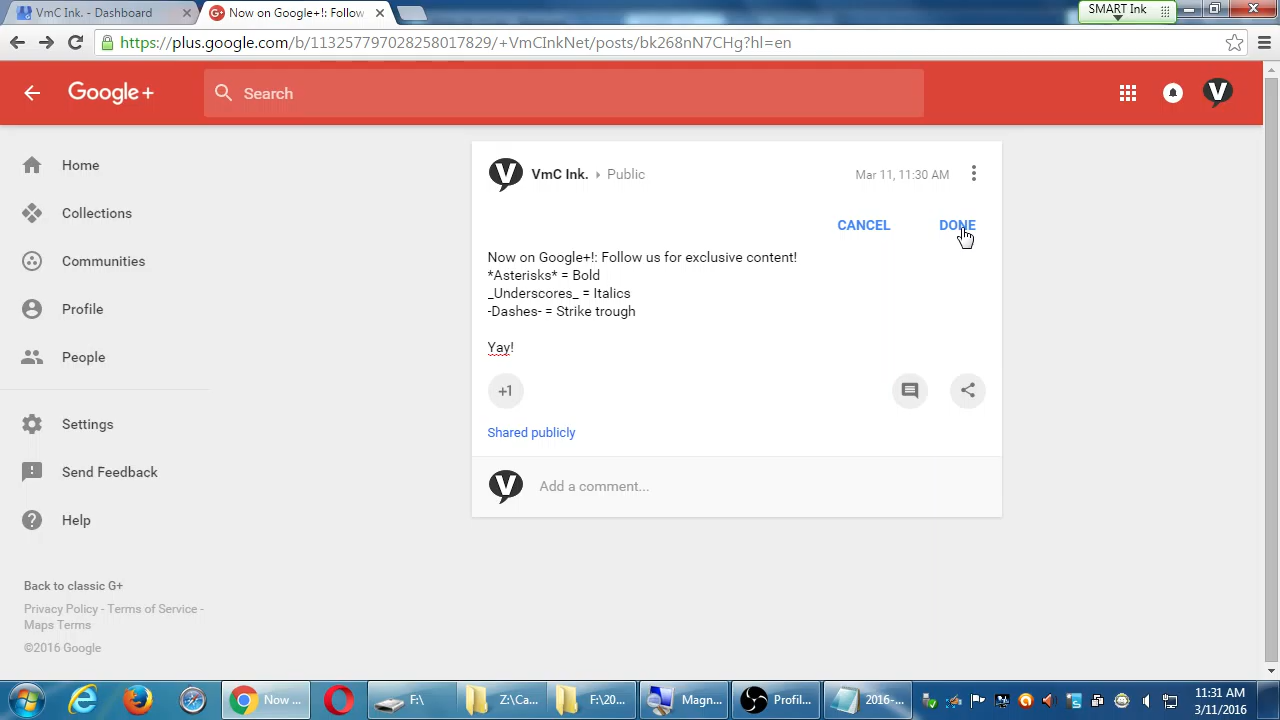 VmC Ink. - Dashboard
Now on Google+!: Follow
SMART Ink
https://plus.google.com/b/113257797028258017829/+VmCInkNet/posts/bk268nN7CHg?hl=en
Google+
Search
V
Home
Collections
Communities
Profile
People
Settings
Send Feedback
Help
Back to classic G+
Privacy Policy - Terms of Service -
Maps Terms
©2016 Google
V
VmC Ink. Public
Mar 11, 11:30 AM
CANCEL
DONE
Now on Google+!: Follow us for exclusive content!
*Asterisks* = Bold
_Underscores_ = Italics
-Dashes- = Strike trough
Yay!
+1
Shared publicly
V
Add a comment...
Now ...
F:\
Z:\Ca...
F:\20...
Magn...
Profil...
2016-...
11:31 AM
3/11/2016